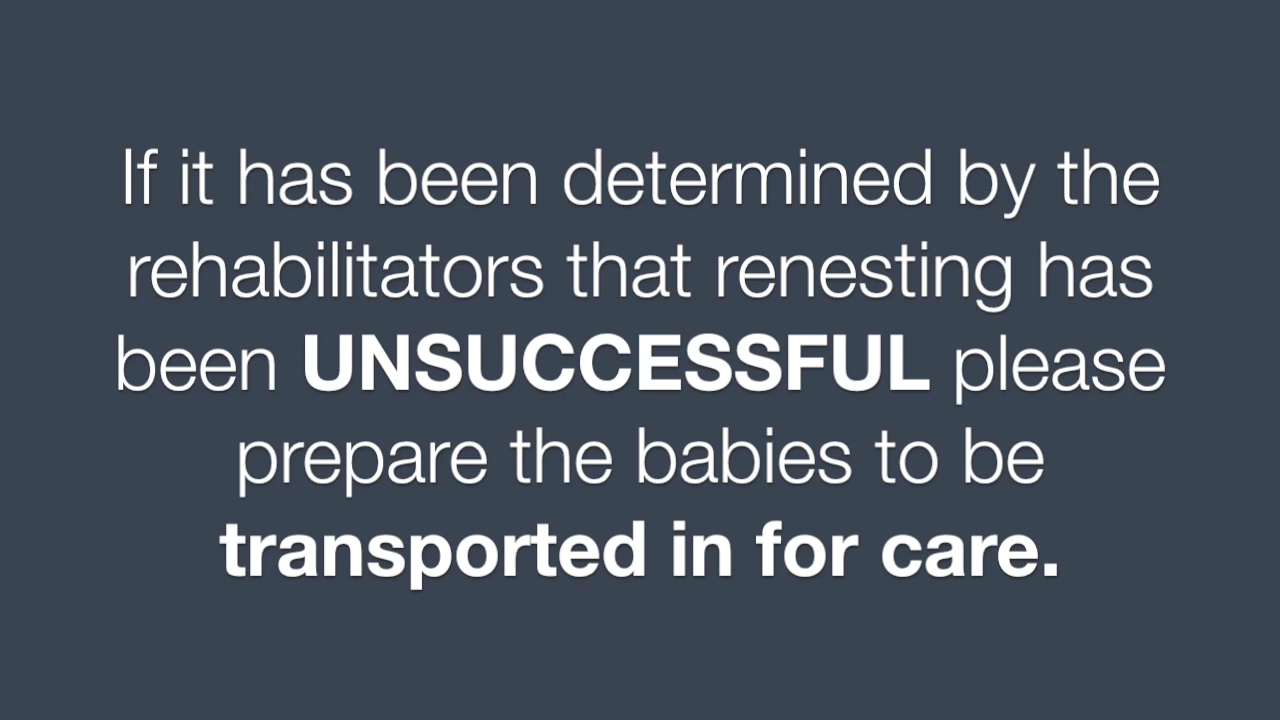 If it has been determined by the
rehabilitators that renesting has
been UNSUCCESSFUL please
prepare the babies to be
transported in for care.